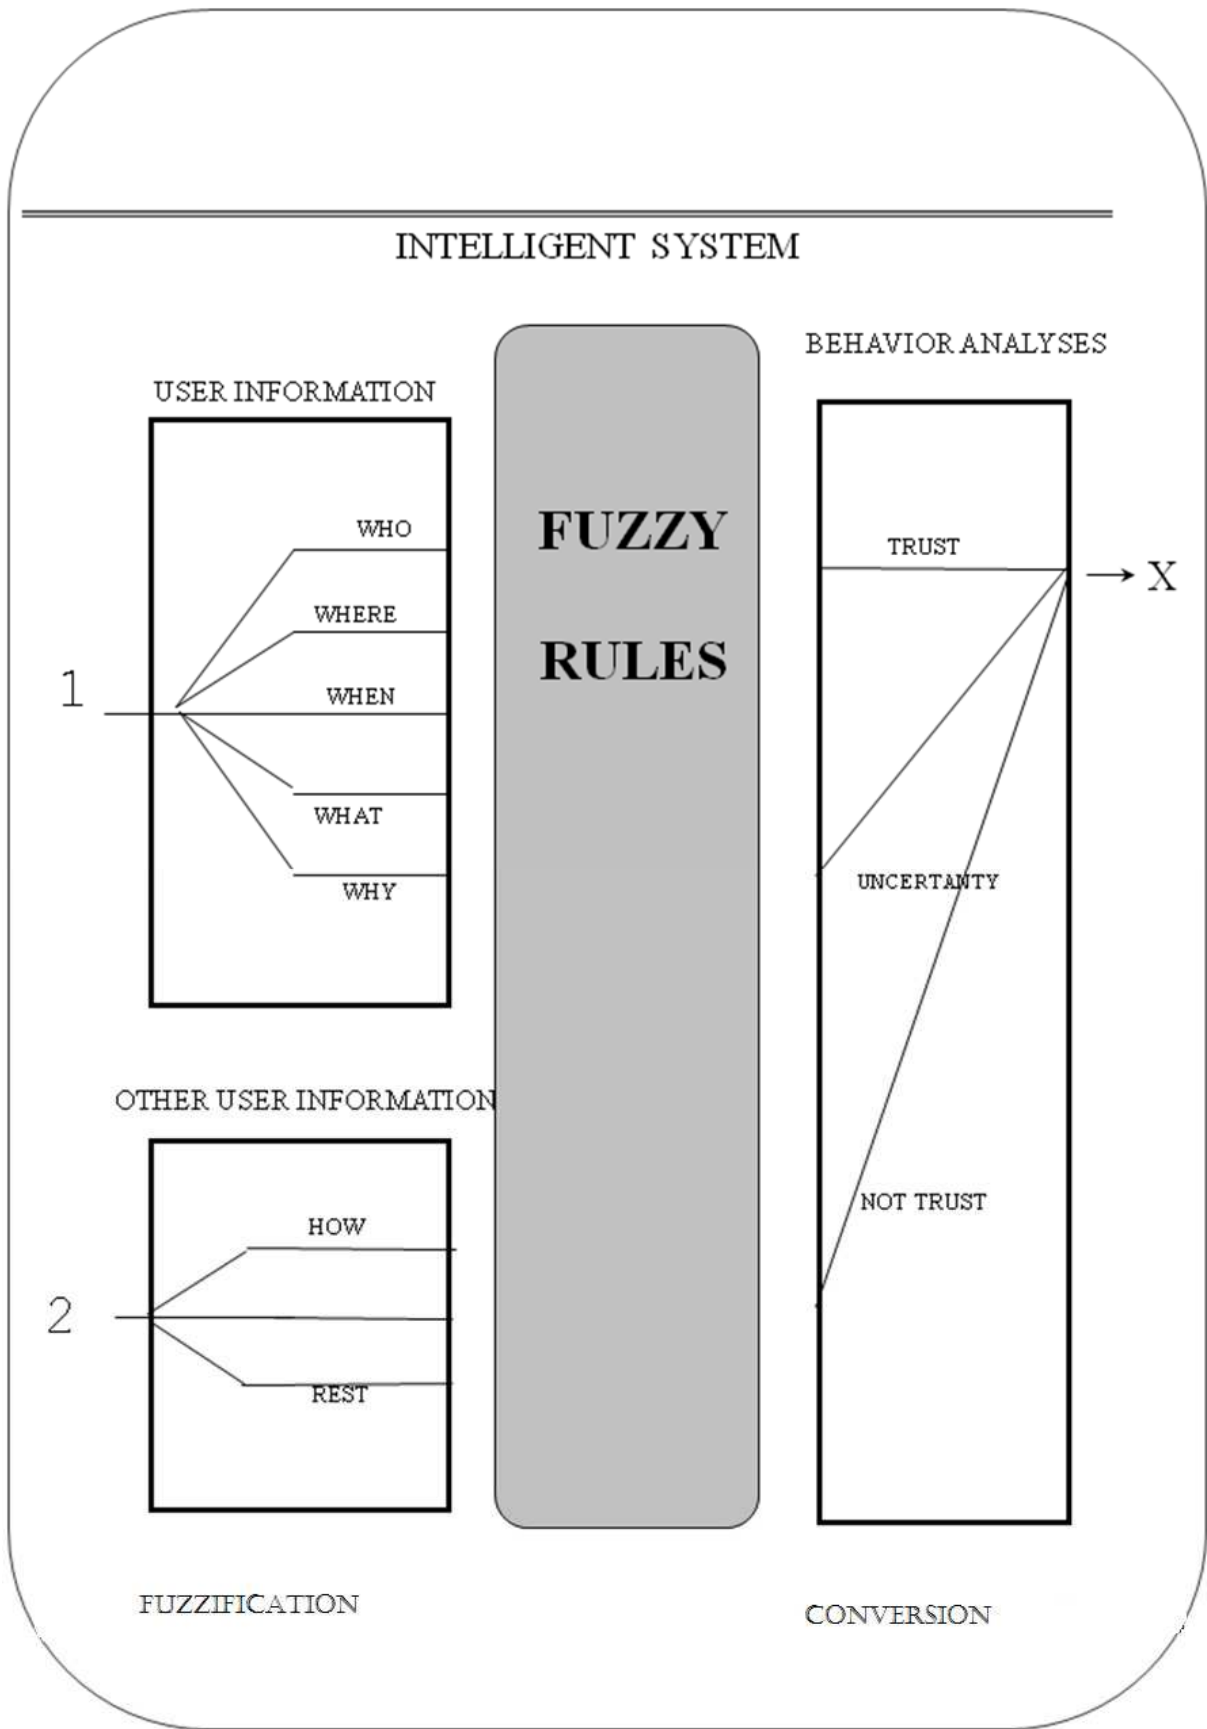 INTELLIGENT SYSTEM
USER INFORMATION
1
WHO
WHERE
WHEN
WHAT
WHY
OTHER USER INFORMATION
2
HOW
REST
FUZZIFICATION
FUZZY
RULES
BEHAVIOR ANALYSES
TRUST
X
UNCERTANTY
NOT TRUST
CONVERSION